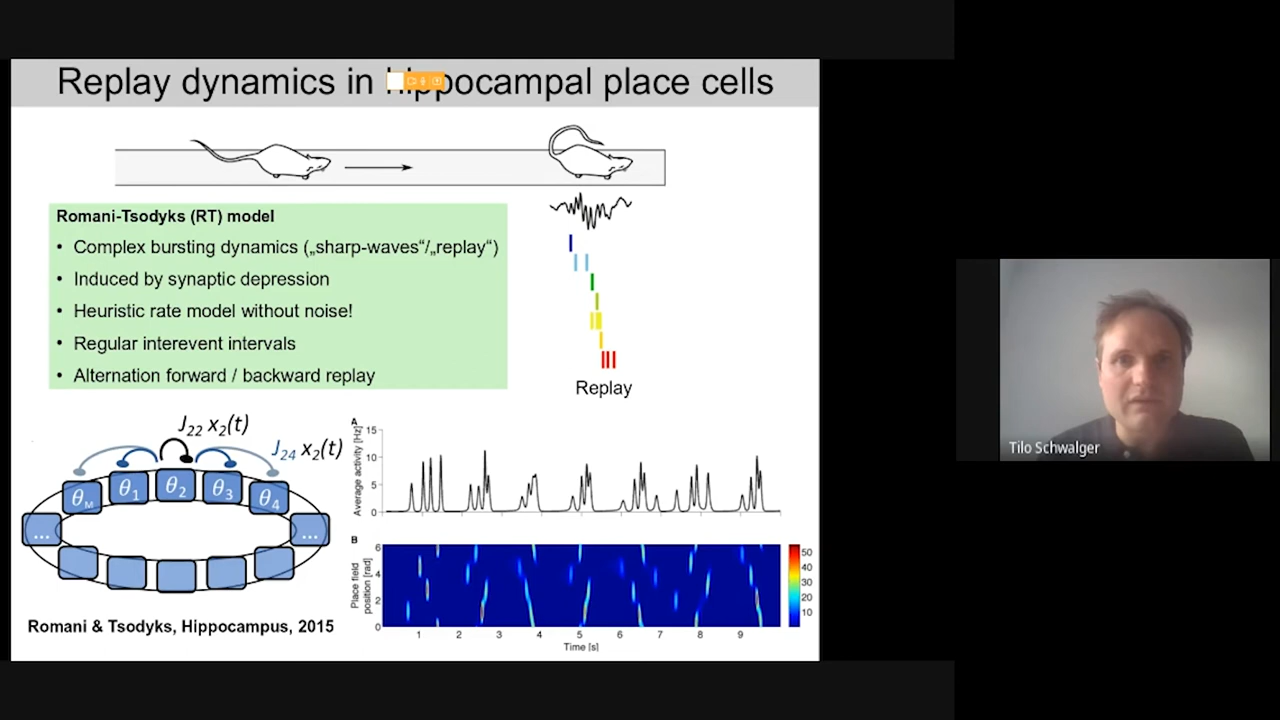 Replay dynamics in hippocampal place cells
Romani-Tsodyks (RT) model
• Complex bursting dynamics („sharp-waves“/„replay“)
• Induced by synaptic depression
• Heuristic rate model without noise!
• Regular interevent intervals
• Alternation forward / backward replay
Replay
J22 x2(t)
J24 x2(t)
θM θ1 θ2 θ3 θ4
... ...
Romani & Tsodyks, Hippocampus, 2015
A
Average activity [Hz]
15
10
5
0
B
Place field position [rad]
6
4
2
0
50
40
30
20
10
1 2 3 4 5 6 7 8 9
Time [s]
Tilo Schwalger